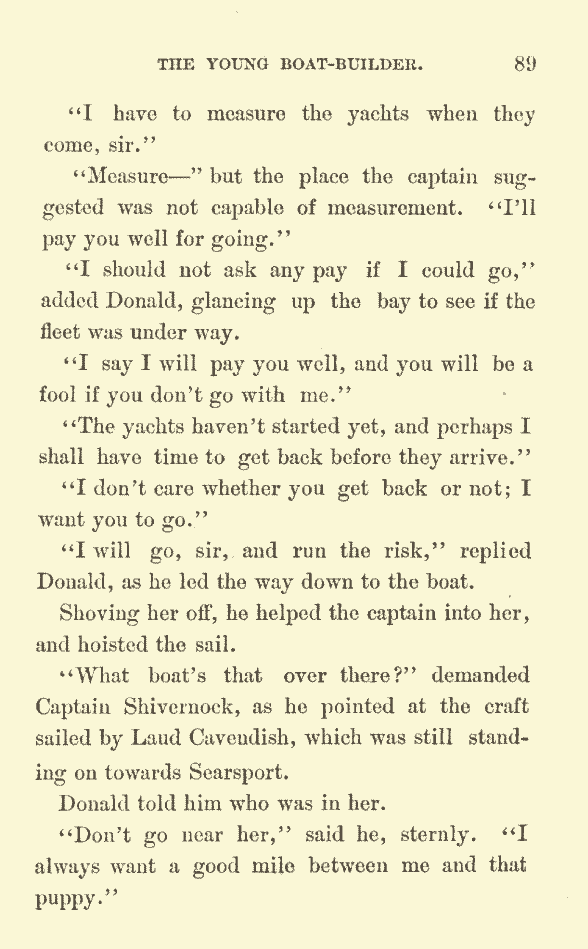 THE YOUNG BOAT-BUILDER. 89
“I have to measure the yachts when they
come, sir.”
“Measure—” but the place the captain sug-
gested was not capable of measurement. “I’ll
pay you well for going.”
“I should not ask any pay if I could go,”
added Donald, glancing up the bay to see if the
fleet was under way.
“I say I will pay you well, and you will be a
fool if you don’t go with me.”
“The yachts haven’t started yet, and perhaps I
shall have time to get back before they arrive.”
“I don’t care whether you get back or not; I
want you to go.”
“I will go, sir, and run the risk,” replied
Donald, as he led the way down to the boat.
Shoving her off, he helped the captain into her,
and hoisted the sail.
“What boat’s that over there?” demanded
Captain Shivernock, as he pointed at the craft
sailed by Laud Cavendish, which was still stand-
ing on towards Searsport.
Donald told him who was in her.
“Don’t go near her,” said he, sternly. “I
always want a good mile between me and that
puppy.”